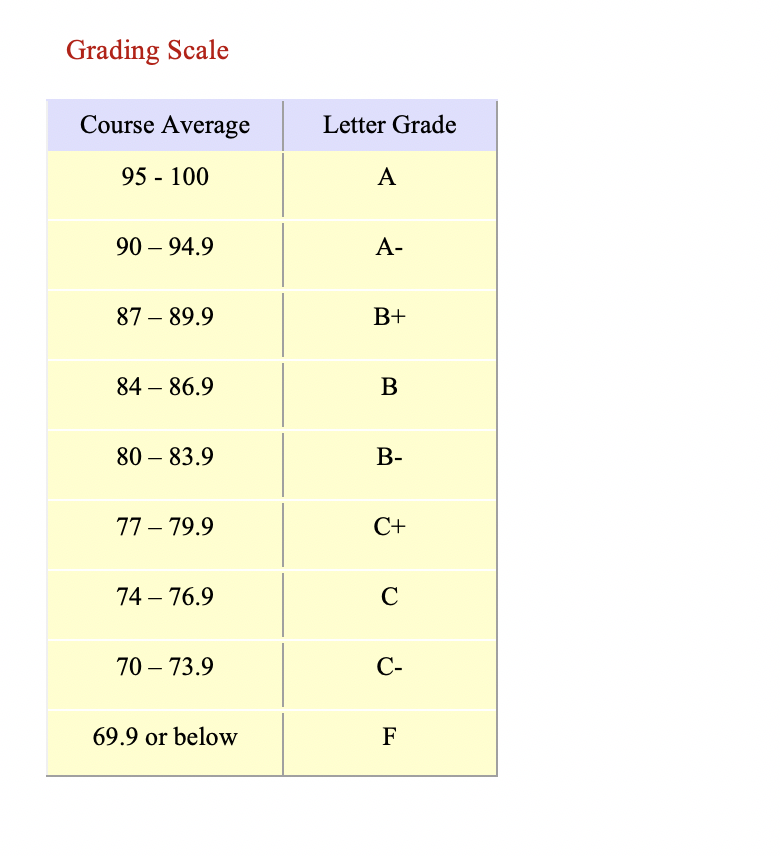 Grading Scale
Course Average Letter Grade
95 - 100 A
90 – 94.9 A-
87 – 89.9 B+
84 – 86.9 B
80 – 83.9 B-
77 – 79.9 C+
74 – 76.9 C
70 – 73.9 C-
69.9 or below F